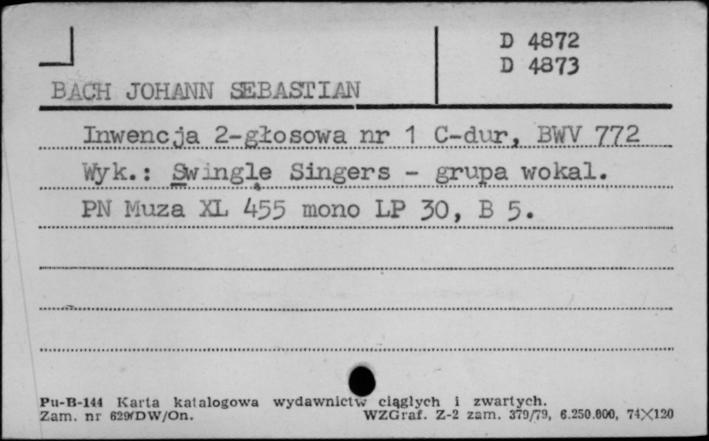 D 4872
D 4873
BACH JOHANN SEBASTIAN
Inwencja 2-głosowa nr 1 C-dur, BWV 772
Wyk.: Swingle Singers - grupa wokal.
PN Muza XL 455 mono LP 30, B 5.
Pu-B-144 Karta katalogowa wydawnictw ciągłych i zwartych.
Zam. nr 629/DW/On. WZGraf. Z-2 zam. 379/79, 6.250.000, 74×120